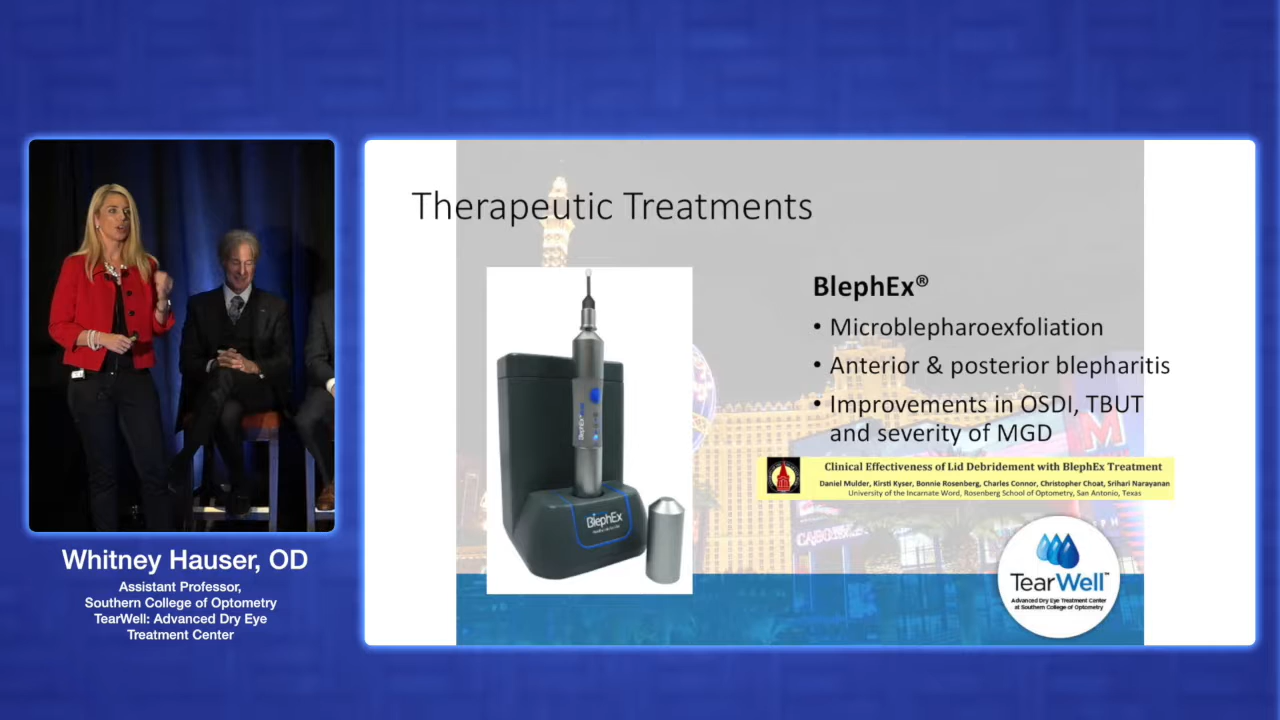 Therapeutic Treatments
BlephEx®
• Microblepharoexfoliation
• Anterior & posterior blepharitis
• Improvements in OSDI, TBUT
and severity of MGD
Clinical Effectiveness of Lid Debridement with BlephEx Treatment
Daniel Mulder, Kirsti Kyser, Bonnie Rosenberg, Charles Connor, Christopher Choat, Srihari Narayanan
University of the Incarnate Word, Rosenberg School of Optometry, San Antonio, Texas
BlephEx
BlephEx
M
TearWell™
Advanced Dry Eye Treatment Center
at Southern College of Optometry
Whitney Hauser, OD
Assistant Professor,
Southern College of Optometry
TearWell: Advanced Dry Eye
Treatment Center